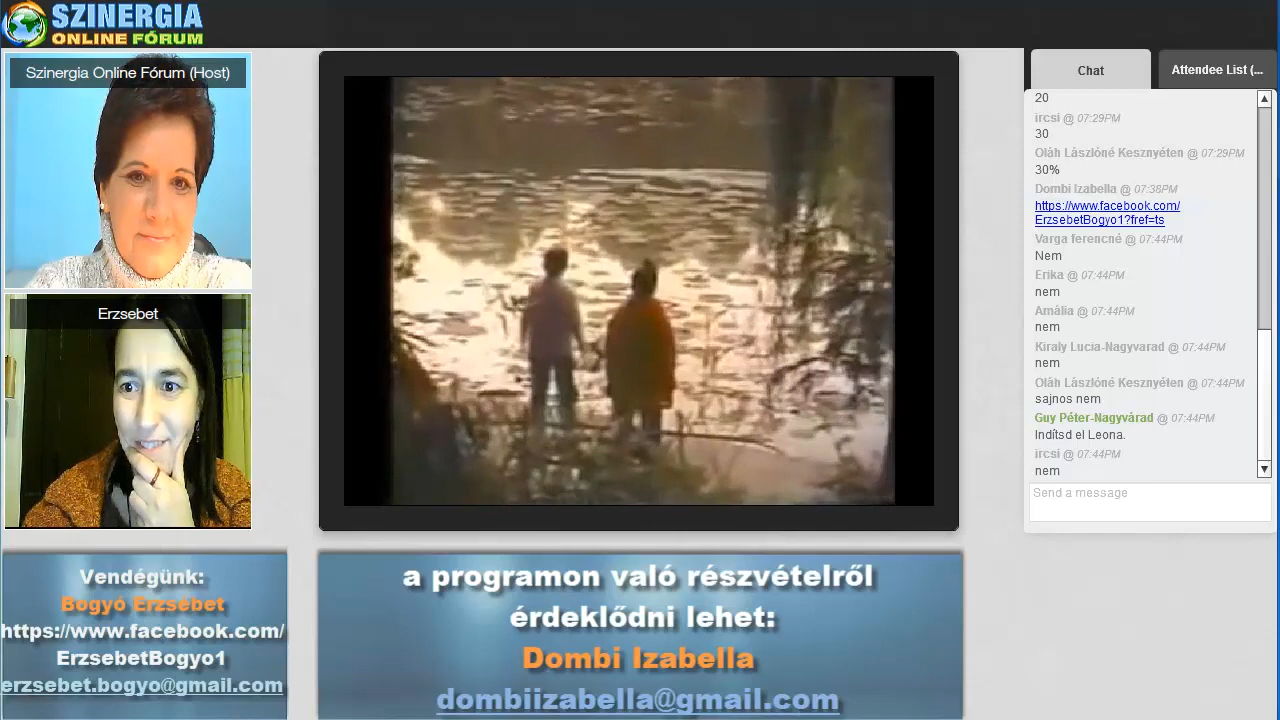 SZINERGIA
ONLINE FÓRUM
Szinergia Online Fórum (Host)
Erzsebet
Vendégünk:
Bogyó Erzsébet
https://www.facebook.com/
ErzsebetBogyo1
erzsebet.bogyo@gmail.com
a programon való részvételről
érdeklődni lehet:
Dombi Izabella
dombiizabella@gmail.com
Chat
Attendee List (...
20
ircsi @ 07:29PM
30
Oláh Lászlóné Kesznyéten @ 07:29PM
30%
Dombi Izabella @ 07:38PM
https://www.facebook.com/
ErzsebetBogyo1?fref=ts
Varga ferencné @ 07:44PM
Nem
Erika @ 07:44PM
nem
Amália @ 07:44PM
nem
Kiraly Lucia-Nagyvarad @ 07:44PM
nem
Oláh Lászlóné Kesznyéten @ 07:44PM
sajnos nem
Guy Péter-Nagyvárad @ 07:44PM
Indítsd el Leona.
ircsi @ 07:44PM
nem
Send a message